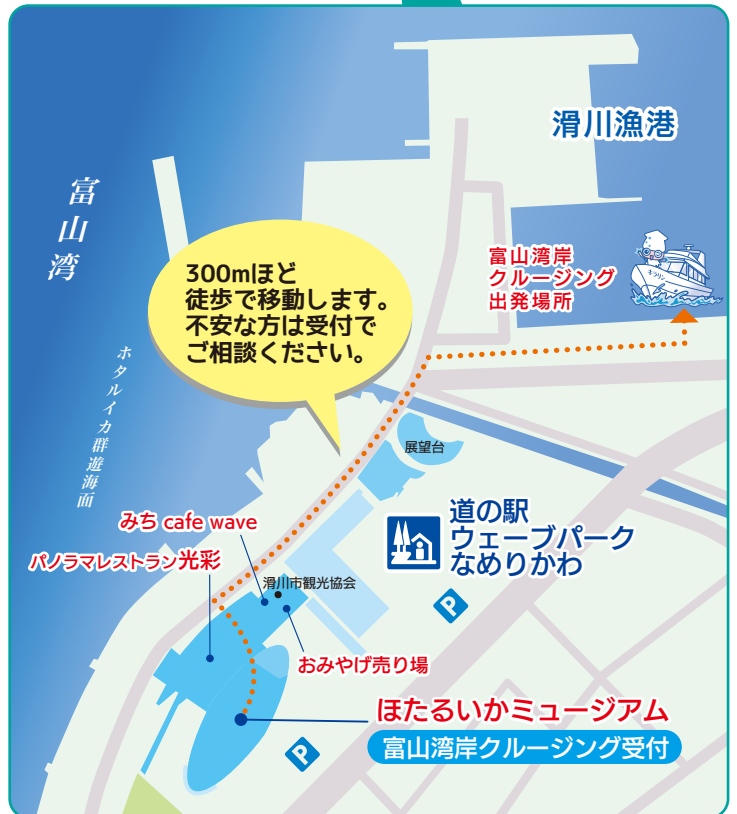 滑川漁港
富山湾
富山湾岸
クルージング
出発場所
キラリン
300mほど
徒歩で移動します。
不安な方は受付で
ご相談ください。
ホタルイカ群遊海面
展望台
みち cafe wave
道の駅
ウェーブパーク
なめりかわ
パノラマレストラン光彩
滑川市観光協会
P
おみやげ売り場
ほたるいかミュージアム
富山湾岸クルージング受付
P